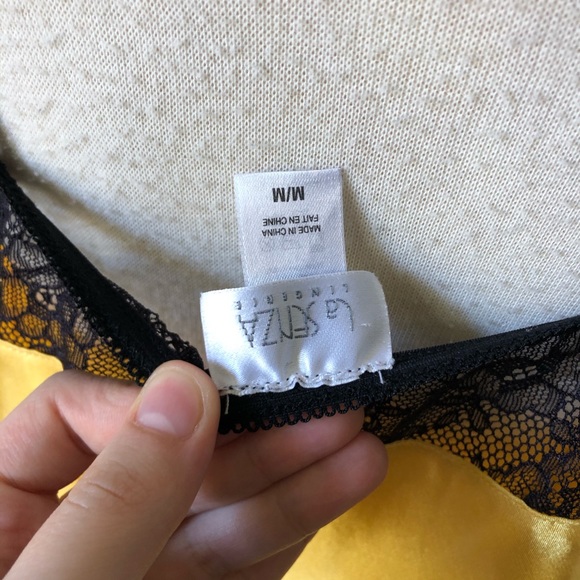 La SENZA
LINGERIE
MADE IN CHINA
FAIT EN CHINE
M/M